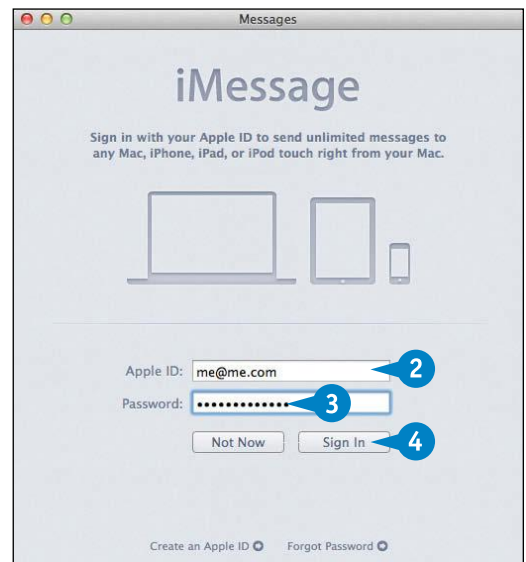 Messages
iMessage
Sign in with your Apple ID to send unlimited messages to
any Mac, iPhone, iPad, or iPod touch right from your Mac.
Apple ID: me@me.com 2
Password: ••••••••••••• 3
Not Now Sign In 4
Create an Apple ID Forgot Password